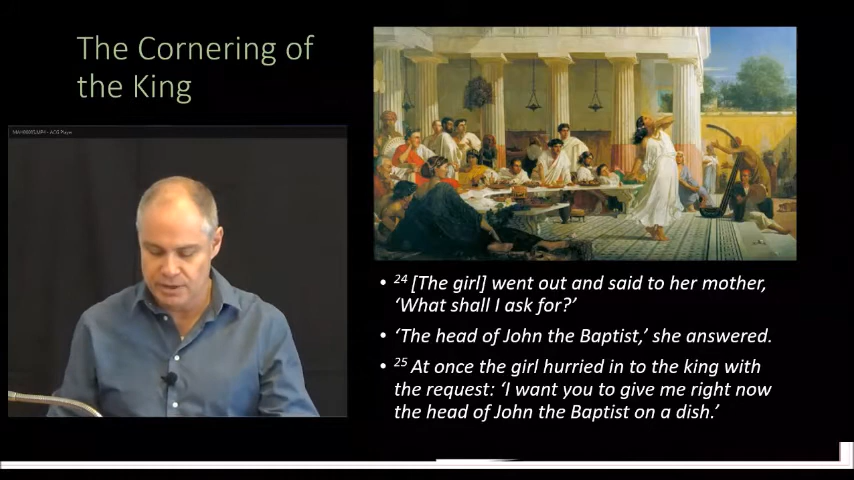 The Cornering of
the King
• ²⁴ [The girl] went out and said to her mother,
‘What shall I ask for?’
• ‘The head of John the Baptist,’ she answered.
• ²⁵ At once the girl hurried in to the king with
the request: ‘I want you to give me right now
the head of John the Baptist on a dish.’